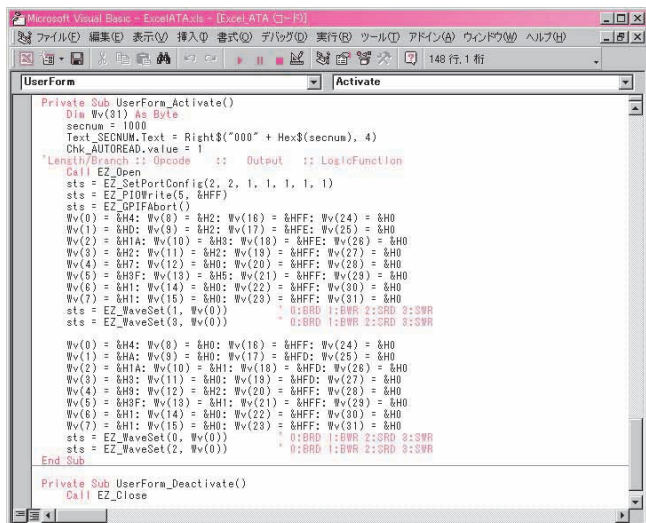 Microsoft Visual Basic - ExcelATA.xls - [Excel_ATA (コード)]
ファイル(F) 編集(E) 表示(V) 挿入(I) 書式(O) デバッグ(D) 実行(R) ツール(T) アドイン(A) ウィンドウ(W) ヘルプ(H)
148 行, 1 桁
UserForm Activate
Private Sub UserForm_Activate()
Dim Wv(31) As Byte
secnum = 1000
Text_SECNUM.Text = Right$("000" + Hex$(secnum), 4)
Chk_AUTOREAD.value = 1
'Length/Branch :: Opcode :: Output :: LogicFunction
Call EZ_Open
sts = EZ_SetPortConfig(2, 2, 1, 1, 1, 1, 1)
sts = EZ_PIOWrite(5, &HFF)
sts = EZ_GPIFAbort()
Wv(0) = &H4: Wv(8) = &H2: Wv(16) = &HFF: Wv(24) = &H0
Wv(1) = &HD: Wv(9) = &H2: Wv(17) = &HFE: Wv(25) = &H0
Wv(2) = &H1A: Wv(10) = &H3: Wv(18) = &HFE: Wv(26) = &H0
Wv(3) = &H2: Wv(11) = &H2: Wv(19) = &HFF: Wv(27) = &H0
Wv(4) = &H7: Wv(12) = &H0: Wv(20) = &HFF: Wv(28) = &H0
Wv(5) = &H3F: Wv(13) = &H5: Wv(21) = &HFF: Wv(29) = &H0
Wv(6) = &H1: Wv(14) = &H0: Wv(22) = &HFF: Wv(30) = &H0
Wv(7) = &H1: Wv(15) = &H0: Wv(23) = &HFF: Wv(31) = &H0
sts = EZ_WaveSet(1, Wv(0)) ' 0:BRD 1:BWR 2:SRD 3:SWR
sts = EZ_WaveSet(3, Wv(0)) ' 0:BRD 1:BWR 2:SRD 3:SWR
Wv(0) = &H4: Wv(8) = &H0: Wv(16) = &HFF: Wv(24) = &H0
Wv(1) = &HA: Wv(9) = &H0: Wv(17) = &HFD: Wv(25) = &H0
Wv(2) = &H1A: Wv(10) = &H1: Wv(18) = &HFD: Wv(26) = &H0
Wv(3) = &H3: Wv(11) = &H0: Wv(19) = &HFD: Wv(27) = &H0
Wv(4) = &H9: Wv(12) = &H2: Wv(20) = &HFF: Wv(28) = &H0
Wv(5) = &H3F: Wv(13) = &H1: Wv(21) = &HFF: Wv(29) = &H0
Wv(6) = &H1: Wv(14) = &H0: Wv(22) = &HFF: Wv(30) = &H0
Wv(7) = &H1: Wv(15) = &H0: Wv(23) = &HFF: Wv(31) = &H0
sts = EZ_WaveSet(0, Wv(0)) ' 0:BRD 1:BWR 2:SRD 3:SWR
sts = EZ_WaveSet(2, Wv(0)) ' 0:BRD 1:BWR 2:SRD 3:SWR
End Sub
Private Sub UserForm_Deactivate()
Call EZ_Close